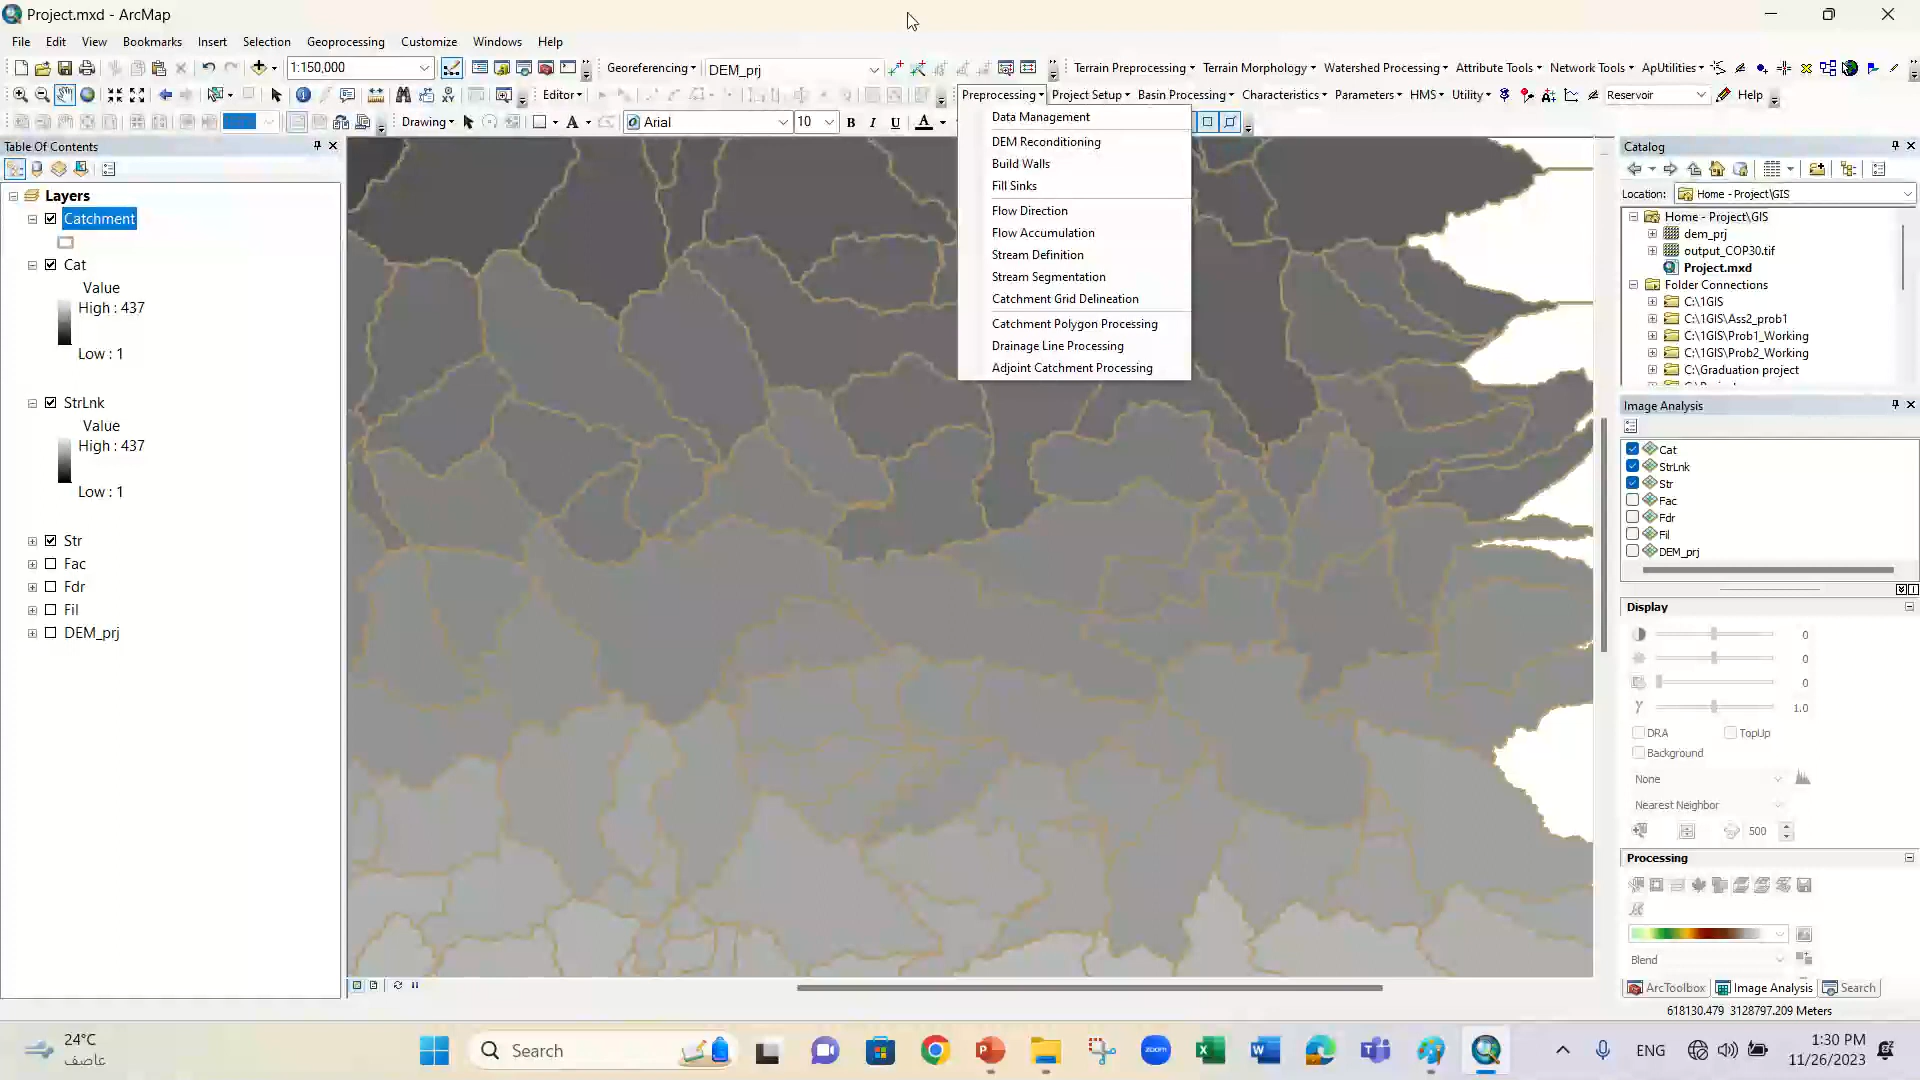 Project.mxd - ArcMap
File Edit View Bookmarks Insert Selection Geoprocessing Customize Windows Help
1:150,000 Georeferencing DEM_prj Terrain Preprocessing Terrain Morphology Watershed Processing Attribute Tools Network Tools ApUtilities
Editor Preprocessing Project Setup Basin Processing Characteristics Parameters HMS Utility Reservoir Help
Drawing Arial 10 B I U A
Data Management
DEM Reconditioning
Build Walls
Fill Sinks
Flow Direction
Flow Accumulation
Stream Definition
Stream Segmentation
Catchment Grid Delineation
Catchment Polygon Processing
Drainage Line Processing
Adjoint Catchment Processing
Table Of Contents
Layers
Catchment
Cat
Value
High : 437
Low : 1
StrLnk
Value
High : 437
Low : 1
Str
Fac
Fdr
Fil
DEM_prj
Catalog
Location: Home - Project\GIS
Home - Project\GIS
dem_prj
output_COP30.tif
Project.mxd
Folder Connections
C:\1GIS
C:\1GIS\Ass2_prob1
C:\1GIS\Prob1_Working
C:\1GIS\Prob2_Working
C:\Graduation project
Image Analysis
Cat
StrLnk
Str
Fac
Fdr
Fil
DEM_prj
Display
0
0
0
1.0
DRA TopUp
Background
None
Nearest Neighbor
500
Processing
Blend
ArcToolbox Image Analysis Search
618130.479 3128797.209 Meters
24°C
عاصف
Search
zoom
ENG
1:30 PM
11/26/2023